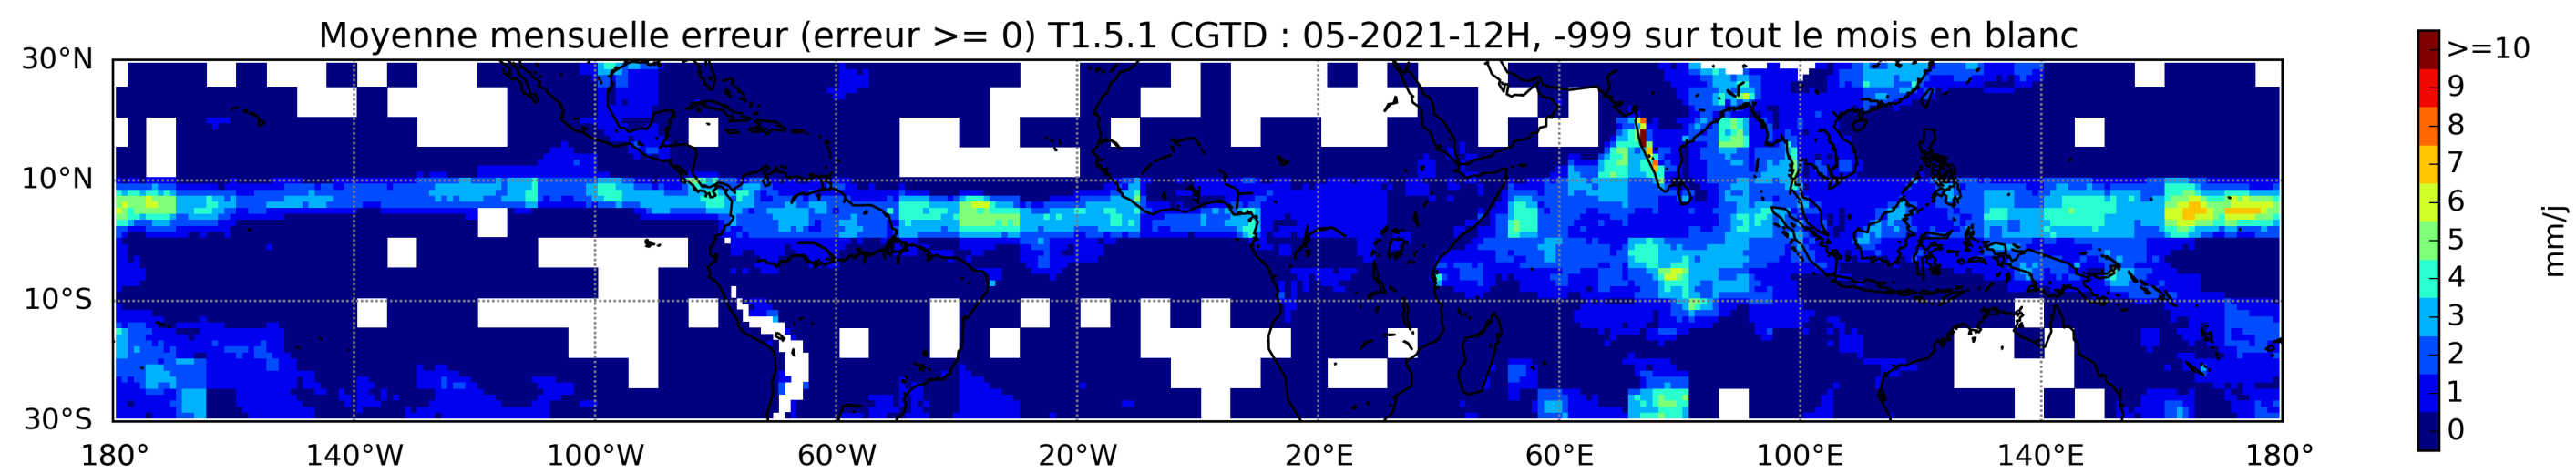 Moyenne mensuelle erreur (erreur >= 0) T1.5.1 CGTD : 05-2021-12H, -999 sur tout le mois en blanc
30°N
10°N
10°S
30°S
180° 140°W 100°W 60°W 20°W 20°E 60°E 100°E 140°E 180°
>=10
9
8
7
6
5
4
3
2
1
0
mm/j